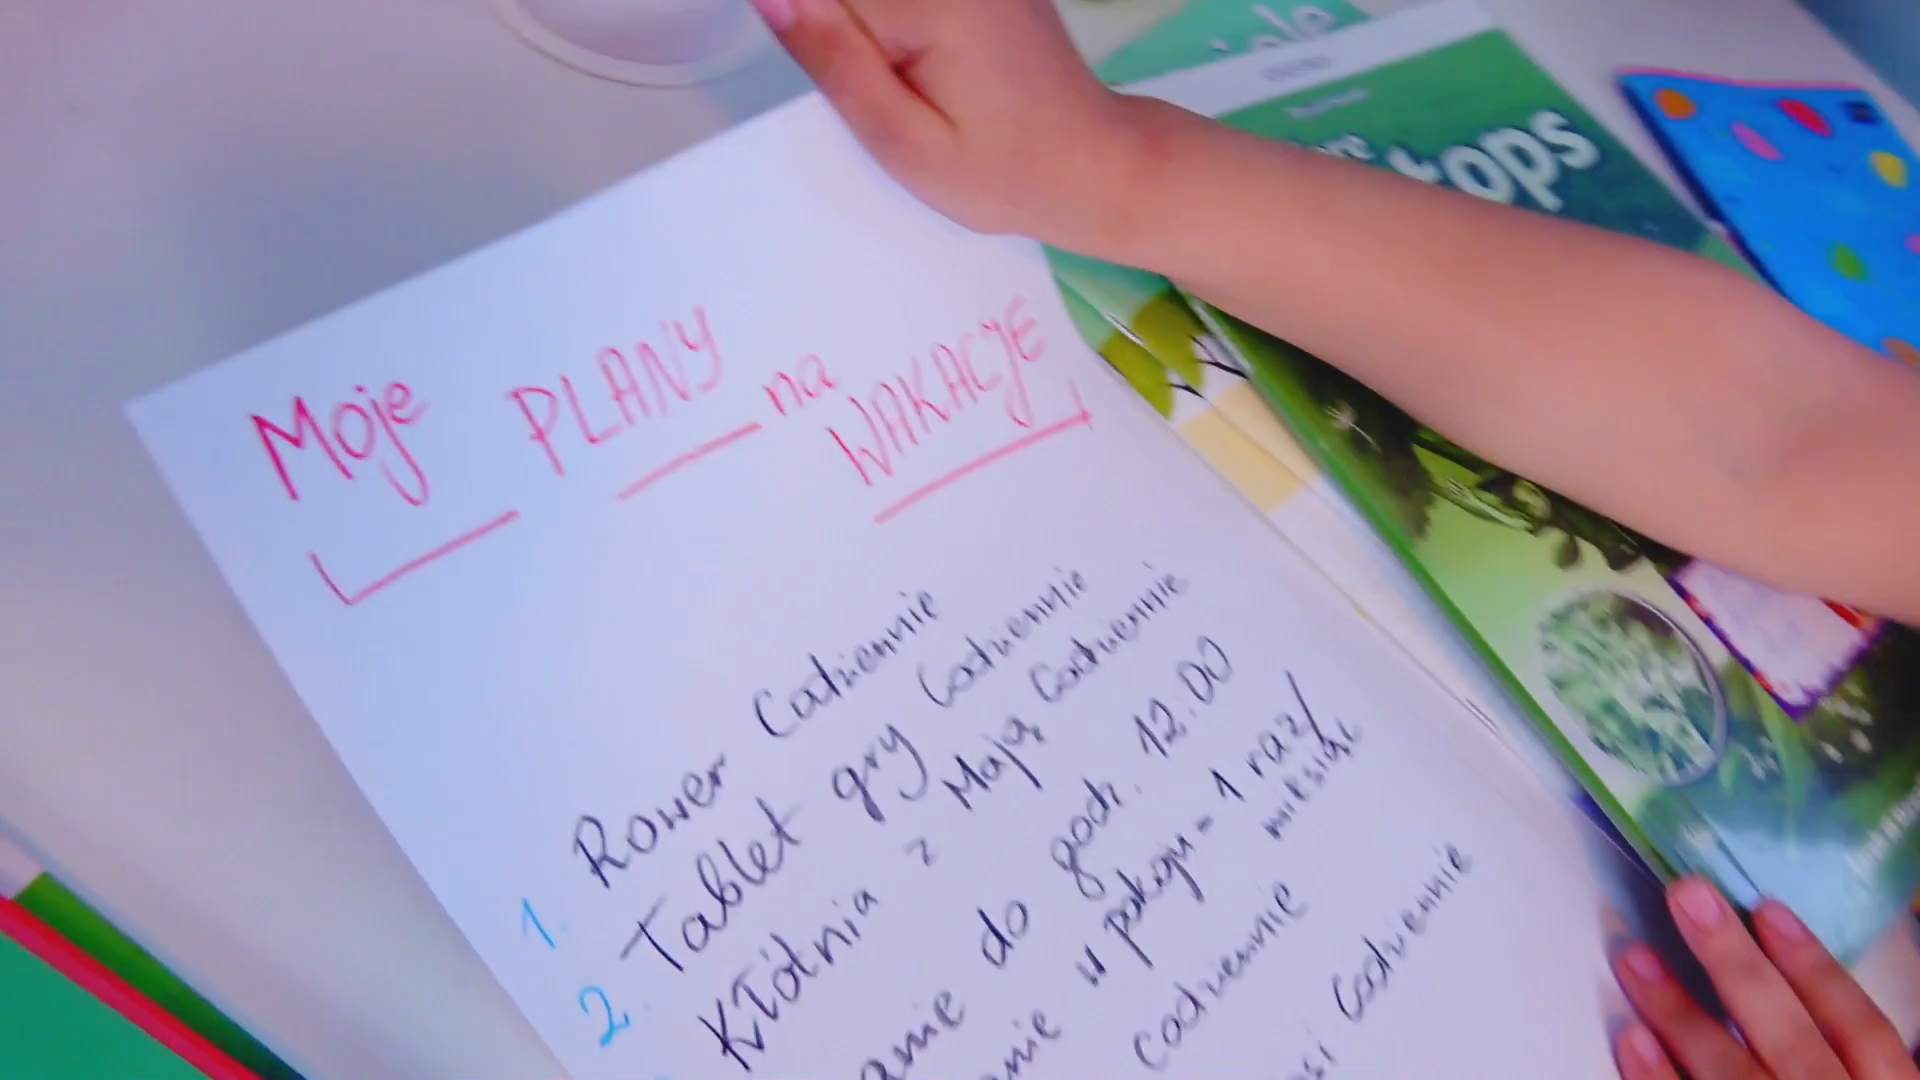 Moje PLANY na WAKACJE
1. Rower Codziennie
2. Tablet gry Codziennie
Kłótnia z Mają Codziennie
do godz. 12.00
w pokoju = 1 raz/
miesiąc
Codziennie
Codziennie
tops